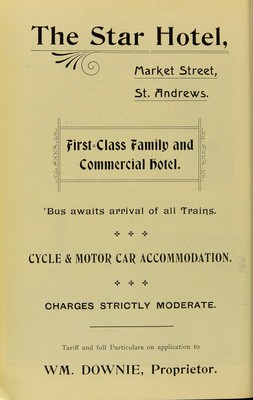 The Star Hotel,
Market Street,
St. Andrews.
First-Class Family and
Commercial Hotel.
'Bus awaits arrival of all Trains.
CYCLE & MOTOR CAR ACCOMMODATION.
CHARGES STRICTLY MODERATE.
Tariff and full Particulars on application to
WM. DOWNIE, Proprietor.